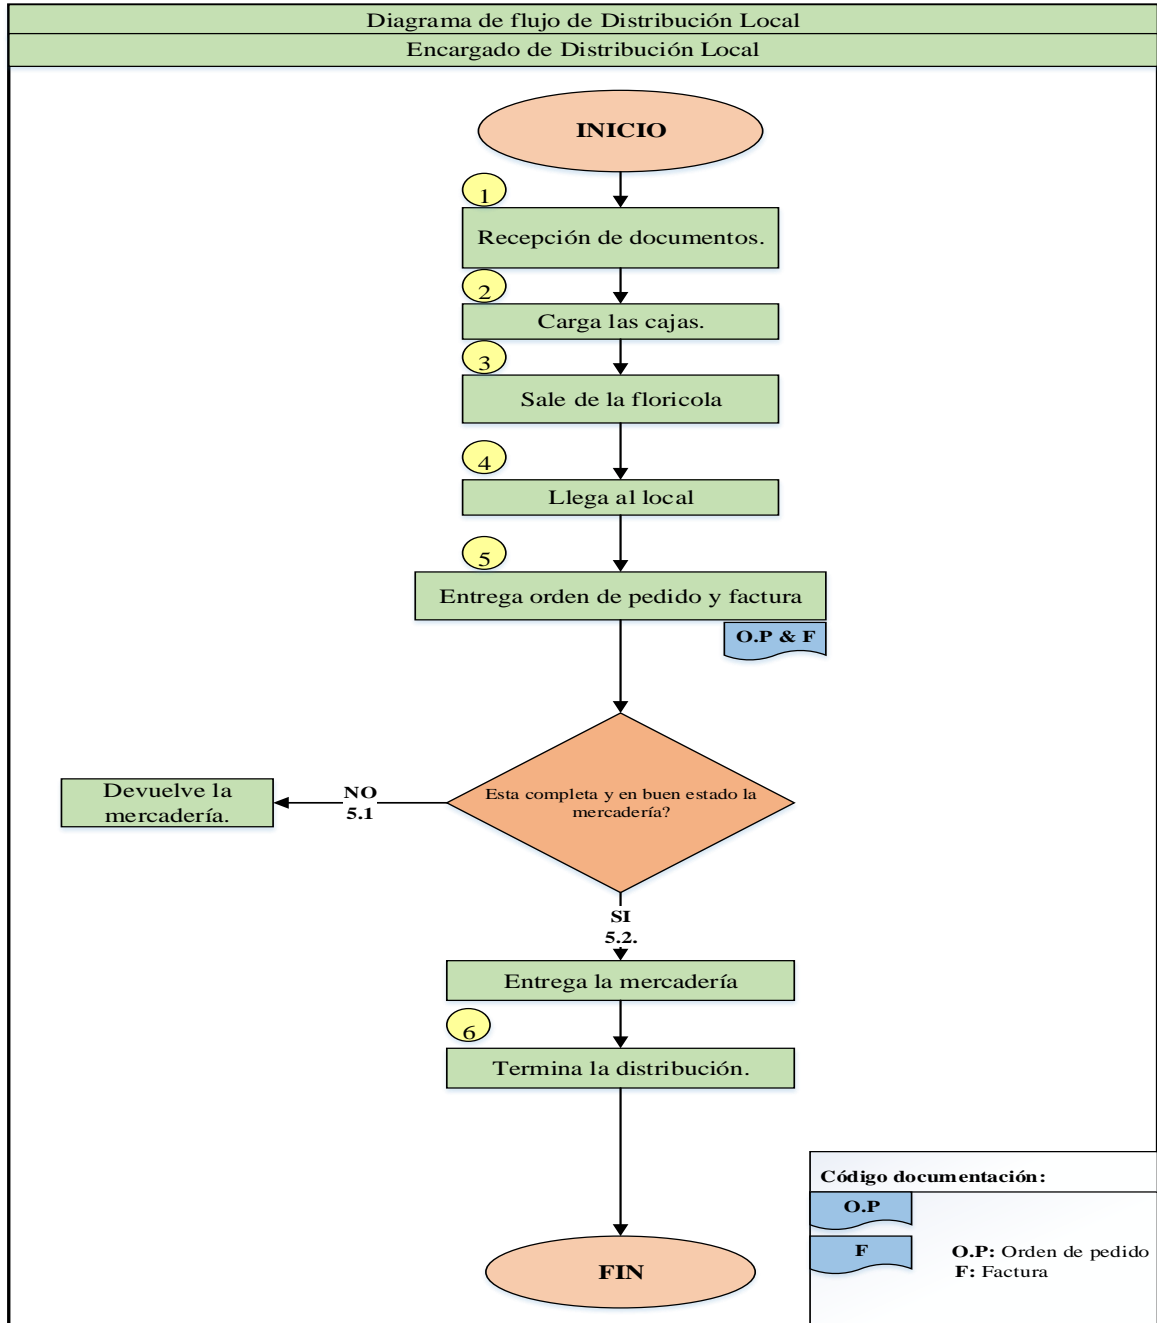 Diagrama de flujo de Distribución Local
Encargado de Distribución Local
INICIO
1
Recepción de documentos.
2
Carga las cajas.
3
Sale de la floricola
4
Llega al local
5
Entrega orden de pedido y factura
O.P & F
Esta completa y en buen estado la
mercadería?
NO
5.1
Devuelve la
mercadería.
SI
5.2.
Entrega la mercadería
6
Termina la distribución.
FIN
Código documentación:
O.P
F
O.P: Orden de pedido
F: Factura